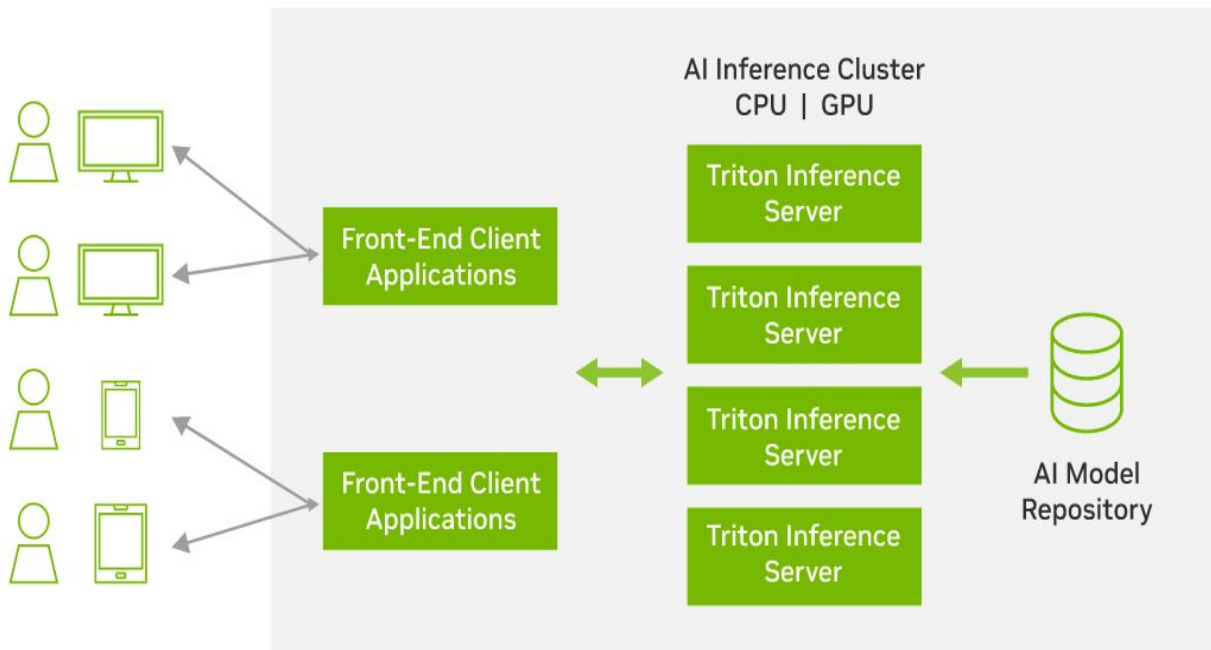 AI Inference Cluster
CPU | GPU
Triton Inference
Server
Front-End Client
Applications
Triton Inference
Server
Triton Inference
Server
Front-End Client
Applications
Triton Inference
Server
AI Model
Repository